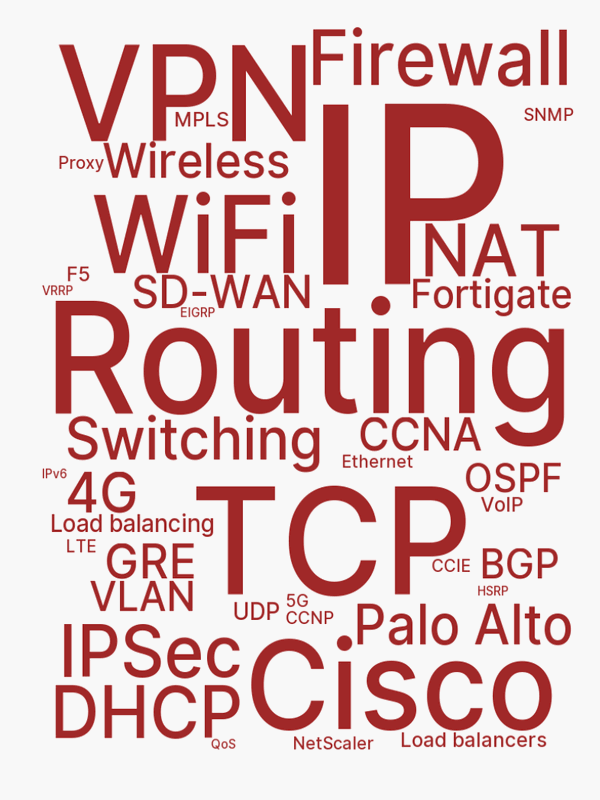 Firewall
VPN
IP
MPLS
SNMP
Proxy
Wireless
WiFi
NAT
F5
SD-WAN
Fortigate
VRRP
EIGRP
Routing
Switching
CCNA
Ethernet
IPv6
4G
OSPF
TCP
VoIP
Load balancing
LTE
GRE
CCIE
BGP
VLAN
HSRP
UDP
5G
CCNP
Palo Alto
IPSec
Cisco
DHCP
QoS
NetScaler
Load balancers